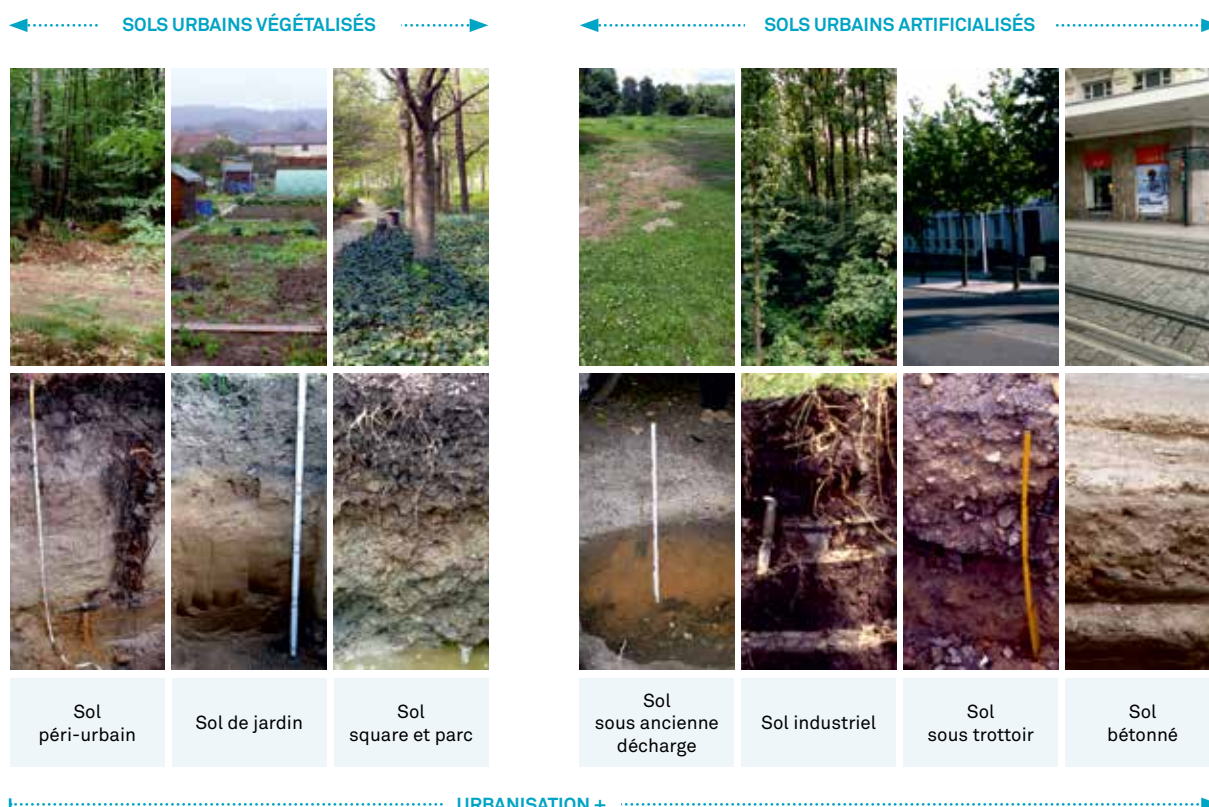 SOLS URBAINS VÉGÉTALISÉS
SOLS URBAINS ARTIFICIALISÉS
Sol
péri-urbain
Sol de jardin
Sol
square et parc
Sol
sous ancienne
décharge
Sol industriel
Sol
sous trottoir
Sol
bétonné
URBANISATION +